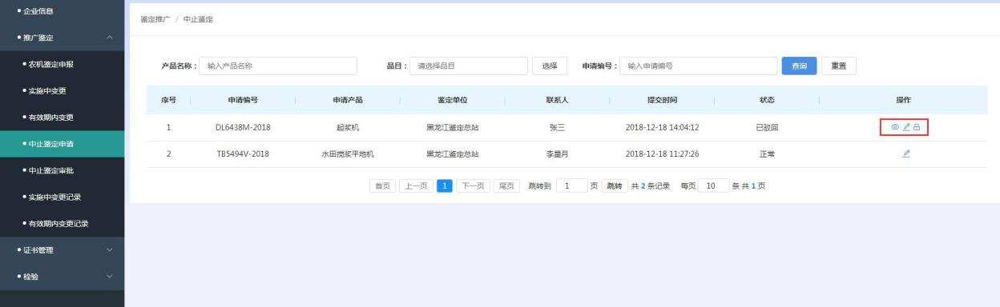 企业信息
推广鉴定
农机鉴定申报
实施中变更
有效期内变更
中止鉴定申请
中止鉴定审批
实施中变更记录
有效期内变更记录
证书管理
检验
鉴定推广 / 中止鉴定
产品名称： 输入产品名称 品目： 请选择品目 选择 申请编号： 输入申请编号 查询 重置
序号 申请编号 申请产品 鉴定单位 联系人 提交时间 状态 操作
1 DL6438M-2018 起浆机 黑龙江鉴定总站 张三 2018-12-18 14:04:12 已驳回
2 TB5494V-2018 水田搅浆平地机 黑龙江鉴定总站 李星月 2018-12-18 11:27:26 正常
首页 上一页 1 下一页 尾页 跳转到 1 页 跳转 共 2 条记录 每页 10 条 共 1 页